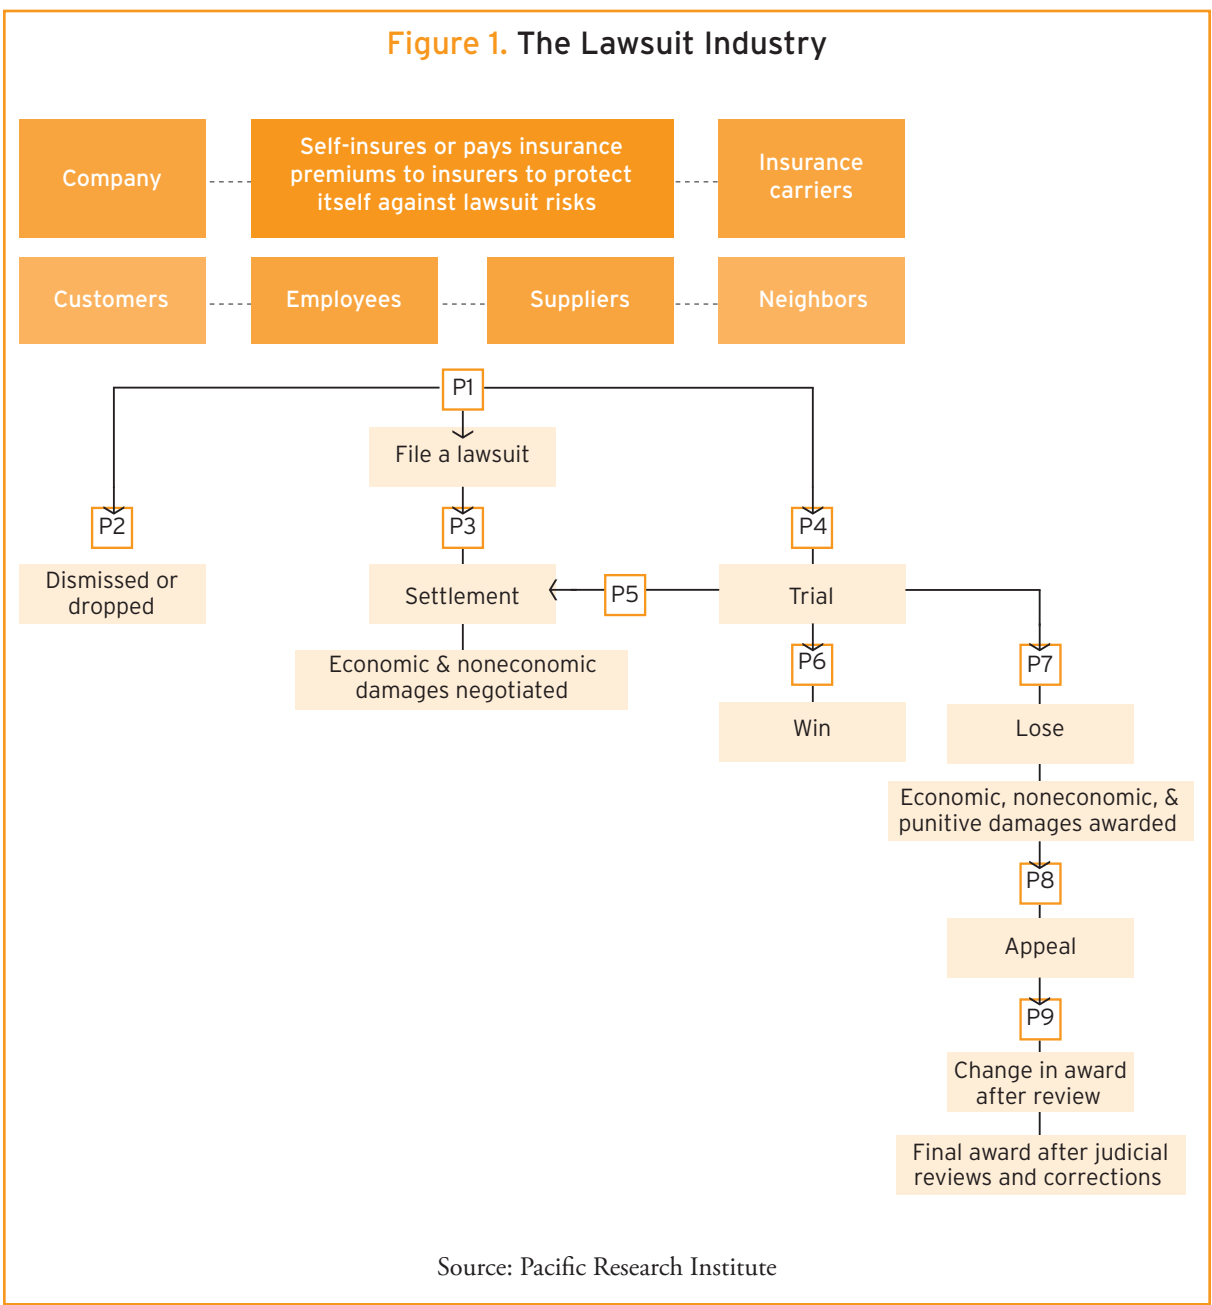 Figure 1. The Lawsuit Industry
Company
Self-insures or pays insurance
premiums to insurers to protect
itself against lawsuit risks
Insurance
carriers
Customers
Employees
Suppliers
Neighbors
P1
File a lawsuit
P2
P3
P4
Dismissed or
dropped
Settlement
P5
Trial
Economic & noneconomic
damages negotiated
P6
P7
Win
Lose
Economic, noneconomic, &
punitive damages awarded
P8
Appeal
P9
Change in award
after review
Final award after judicial
reviews and corrections
Source: Pacific Research Institute